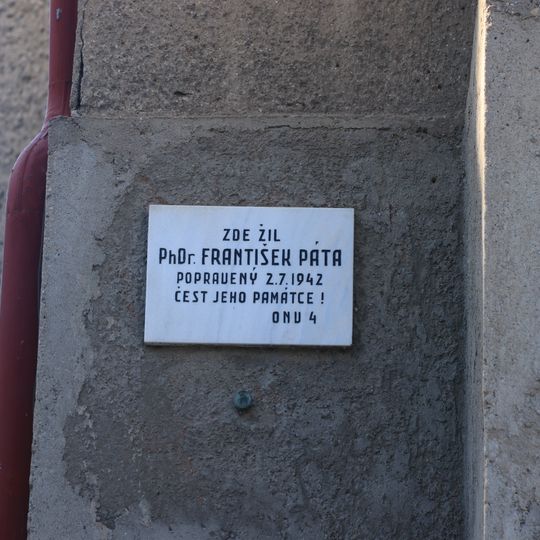 ZDE ŽIL
PhDr. FRANTIŠEK PÁTA
POPRAVENÝ 2.7.1942
ČEST JEHO PAMÁTCE !
ONV 4